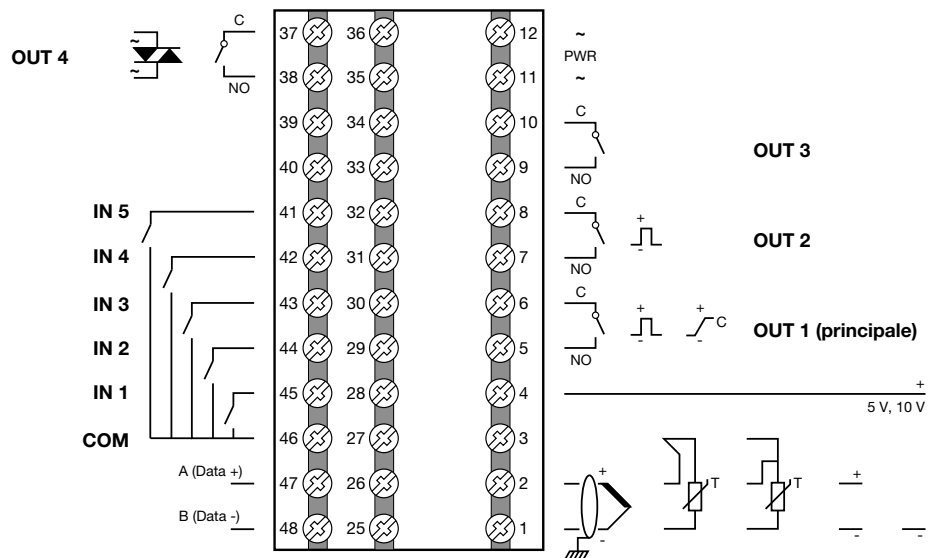 OUT 4
~
~
C
NO
37 36 12
38 35 11
39 34 10
40 33 9
41 32 8
42 31 7
43 30 6
44 29 5
45 28 4
46 27 3
47 26 2
48 25 1
IN 5
IN 4
IN 3
IN 2
IN 1
COM
A (Data +)
B (Data -)
~
PWR
~
C
NO
OUT 3
C
NO
+
-
OUT 2
C
NO
+
-
+
C
-
OUT 1 (principale)
+
5 V, 10 V
+
-
T
T
+
-
-